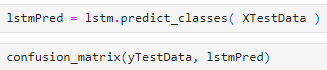 lstmPred = lstm.predict_classes( XTestData )
confusion_matrix(yTestData, lstmPred)